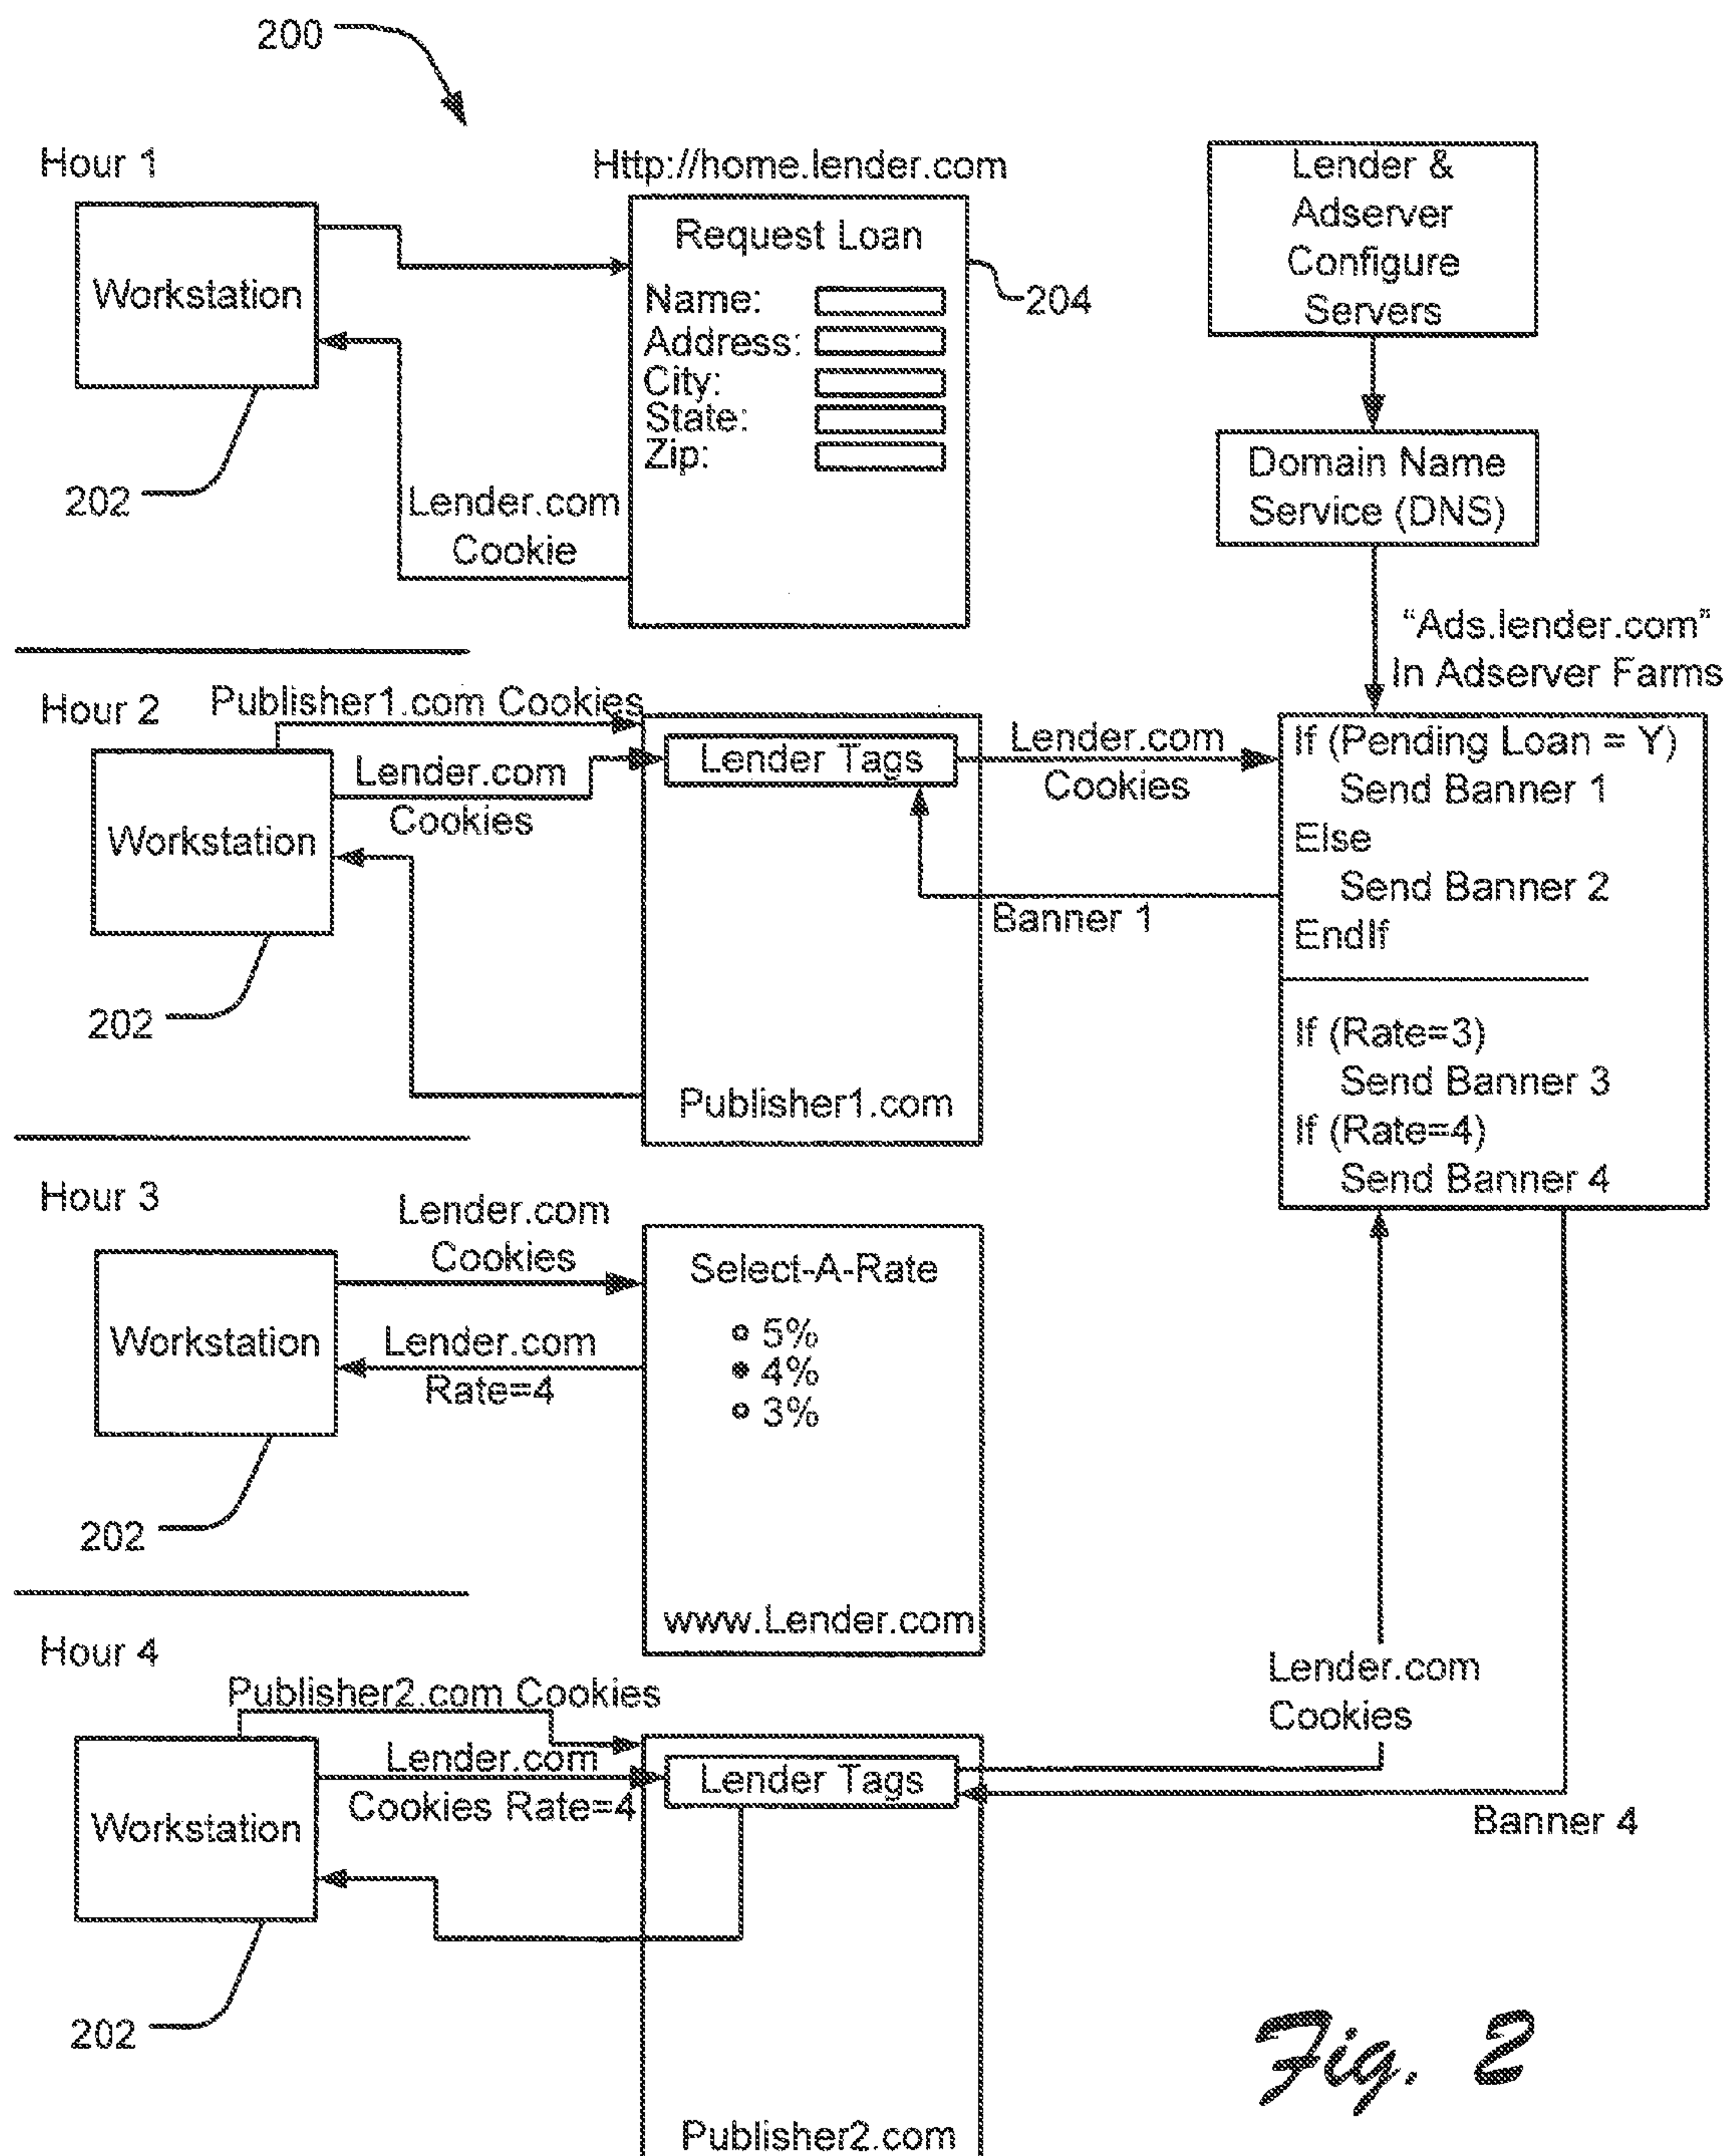 200
Hour 1
Http://home.lender.com
Workstation
202
Request Loan
Name:
Address:
City:
State:
Zip:
204
Lender.com
Cookie
Lender &
Adserver
Configure
Servers
Domain Name
Service (DNS)
"Ads.lender.com"
In Adserver Farms
Hour 2
Publisher1.com Cookies
Workstation
202
Lender.com
Cookies
Lender Tags
Publisher1.com
Lender.com
Cookies
Banner 1
If (Pending Loan = Y)
Send Banner 1
Else
Send Banner 2
EndIf
If (Rate=3)
Send Banner 3
If (Rate=4)
Send Banner 4
Hour 3
Workstation
202
Lender.com
Cookies
Lender.com
Rate=4
Select-A-Rate
5%
4%
3%
www.Lender.com
Hour 4
Publisher2.com Cookies
Workstation
202
Lender.com
Cookies Rate=4
Lender Tags
Publisher2.com
Lender.com
Cookies
Banner 4
Fig. 2